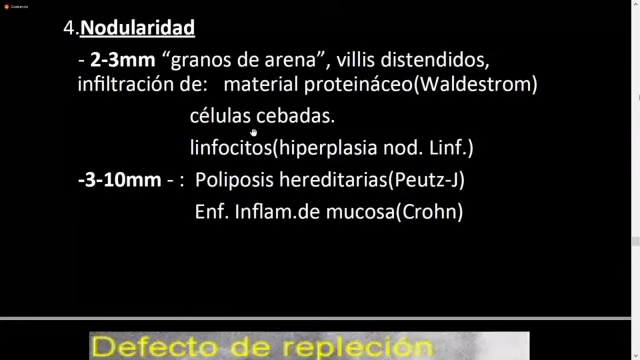 4.Nodularidad
- 2-3mm “granos de arena”, villis distendidos,
infiltración de: material proteináceo(Waldestrom)
células cebadas.
linfocitos(hiperplasia nod. Linf.)
-3-10mm - : Poliposis hereditarias(Peutz-J)
Enf. Inflam.de mucosa(Crohn)
Defecto de repleción